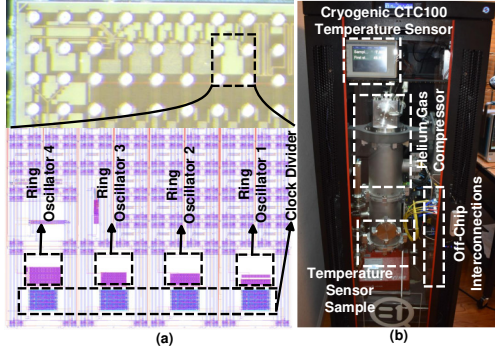 Cryogenic CTC100
Temperature Sensor
Helium Gas
Compressor
Off-Chip
Interconnections
Temperature
Sensor
Sample
Ring
Oscillator 4
Ring
Oscillator 3
Ring
Oscillator 2
Ring
Oscillator 1
Clock Divider
(a)
(b)